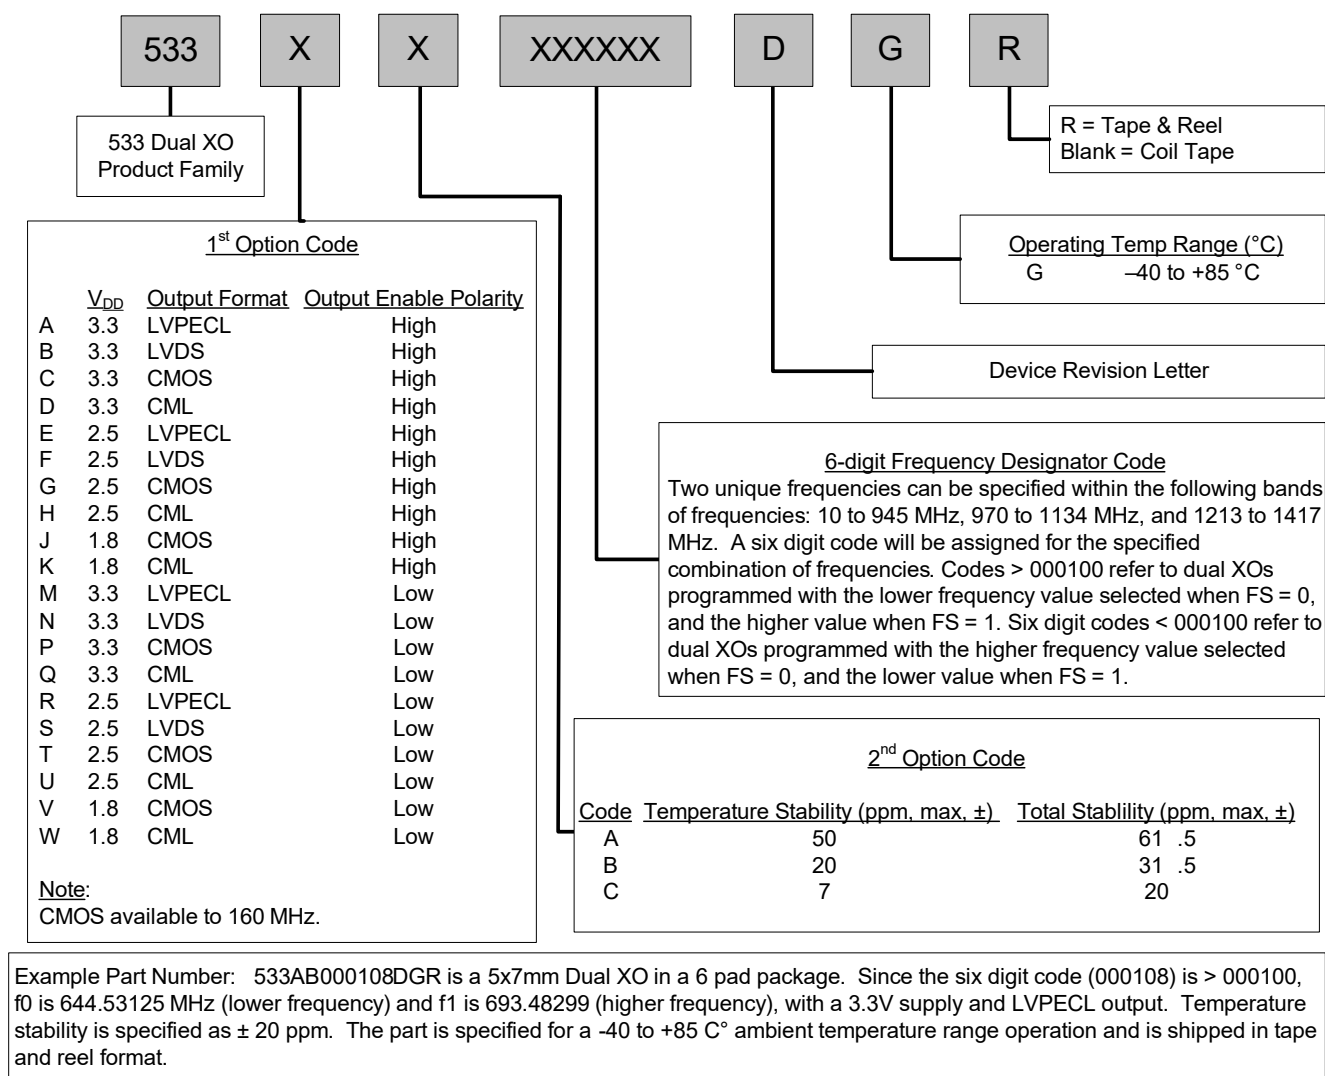 533 X X XXXXXX D G R
533 Dual XO
Product Family
R = Tape & Reel
Blank = Coil Tape
1st Option Code
VDD Output Format Output Enable Polarity
A 3.3 LVPECL High
B 3.3 LVDS High
C 3.3 CMOS High
D 3.3 CML High
E 2.5 LVPECL High
F 2.5 LVDS High
G 2.5 CMOS High
H 2.5 CML High
J 1.8 CMOS High
K 1.8 CML High
M 3.3 LVPECL Low
N 3.3 LVDS Low
P 3.3 CMOS Low
Q 3.3 CML Low
R 2.5 LVPECL Low
S 2.5 LVDS Low
T 2.5 CMOS Low
U 2.5 CML Low
V 1.8 CMOS Low
W 1.8 CML Low
Note:
CMOS available to 160 MHz.
Operating Temp Range (°C)
G –40 to +85 °C
Device Revision Letter
6-digit Frequency Designator Code
Two unique frequencies can be specified within the following bands
of frequencies: 10 to 945 MHz, 970 to 1134 MHz, and 1213 to 1417
MHz. A six digit code will be assigned for the specified
combination of frequencies. Codes > 000100 refer to dual XOs
programmed with the lower frequency value selected when FS = 0,
and the higher value when FS = 1. Six digit codes < 000100 refer to
dual XOs programmed with the higher frequency value selected
when FS = 0, and the lower value when FS = 1.
2nd Option Code
Code Temperature Stability (ppm, max, ±) Total Stablility (ppm, max, ±)
A 50 61 .5
B 20 31 .5
C 7 20
Example Part Number: 533AB000108DGR is a 5x7mm Dual XO in a 6 pad package. Since the six digit code (000108) is > 000100,
f0 is 644.53125 MHz (lower frequency) and f1 is 693.48299 (higher frequency), with a 3.3V supply and LVPECL output. Temperature
stability is specified as ± 20 ppm. The part is specified for a -40 to +85 C° ambient temperature range operation and is shipped in tape
and reel format.